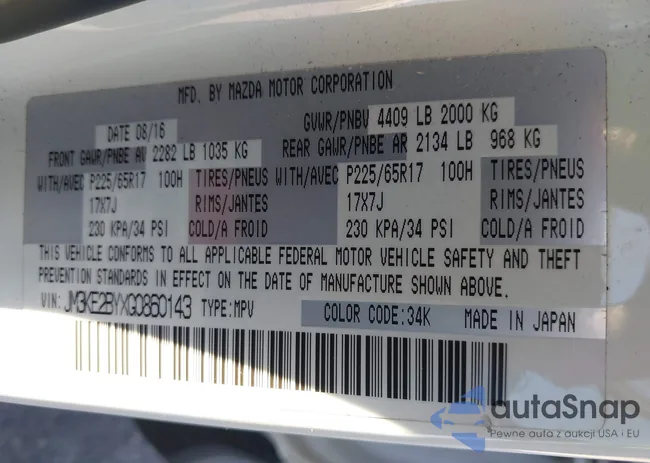 MFD. BY MAZDA MOTOR CORPORATION
DATE 08/16 GVWR/PNBV 4409 LB 2000 KG
FRONT GAWR/PNBE AV 2282 LB 1035 KG REAR GAWR/PNBE AR 2134 LB 968 KG
WITH/AVEC P225/65R17 100H TIRES/PNEUS WITH/AVEC P225/65R17 100H TIRES/PNEUS
17X7J RIMS/JANTES 17X7J RIMS/JANTES
230 KPA/34 PSI COLD/A FROID 230 KPA/34 PSI COLD/A FROID
THIS VEHICLE CONFORMS TO ALL APPLICABLE FEDERAL MOTOR VEHICLE SAFETY AND THEFT
PREVENTION STANDARDS IN EFFECT ON THE DATE OF MANUFACTURE SHOWN ABOVE.
VIN: JM3KE2BYXG0860143 TYPE: MPV COLOR CODE: 34K MADE IN JAPAN
autaSnap
Pewne auta z aukcji USA i EU